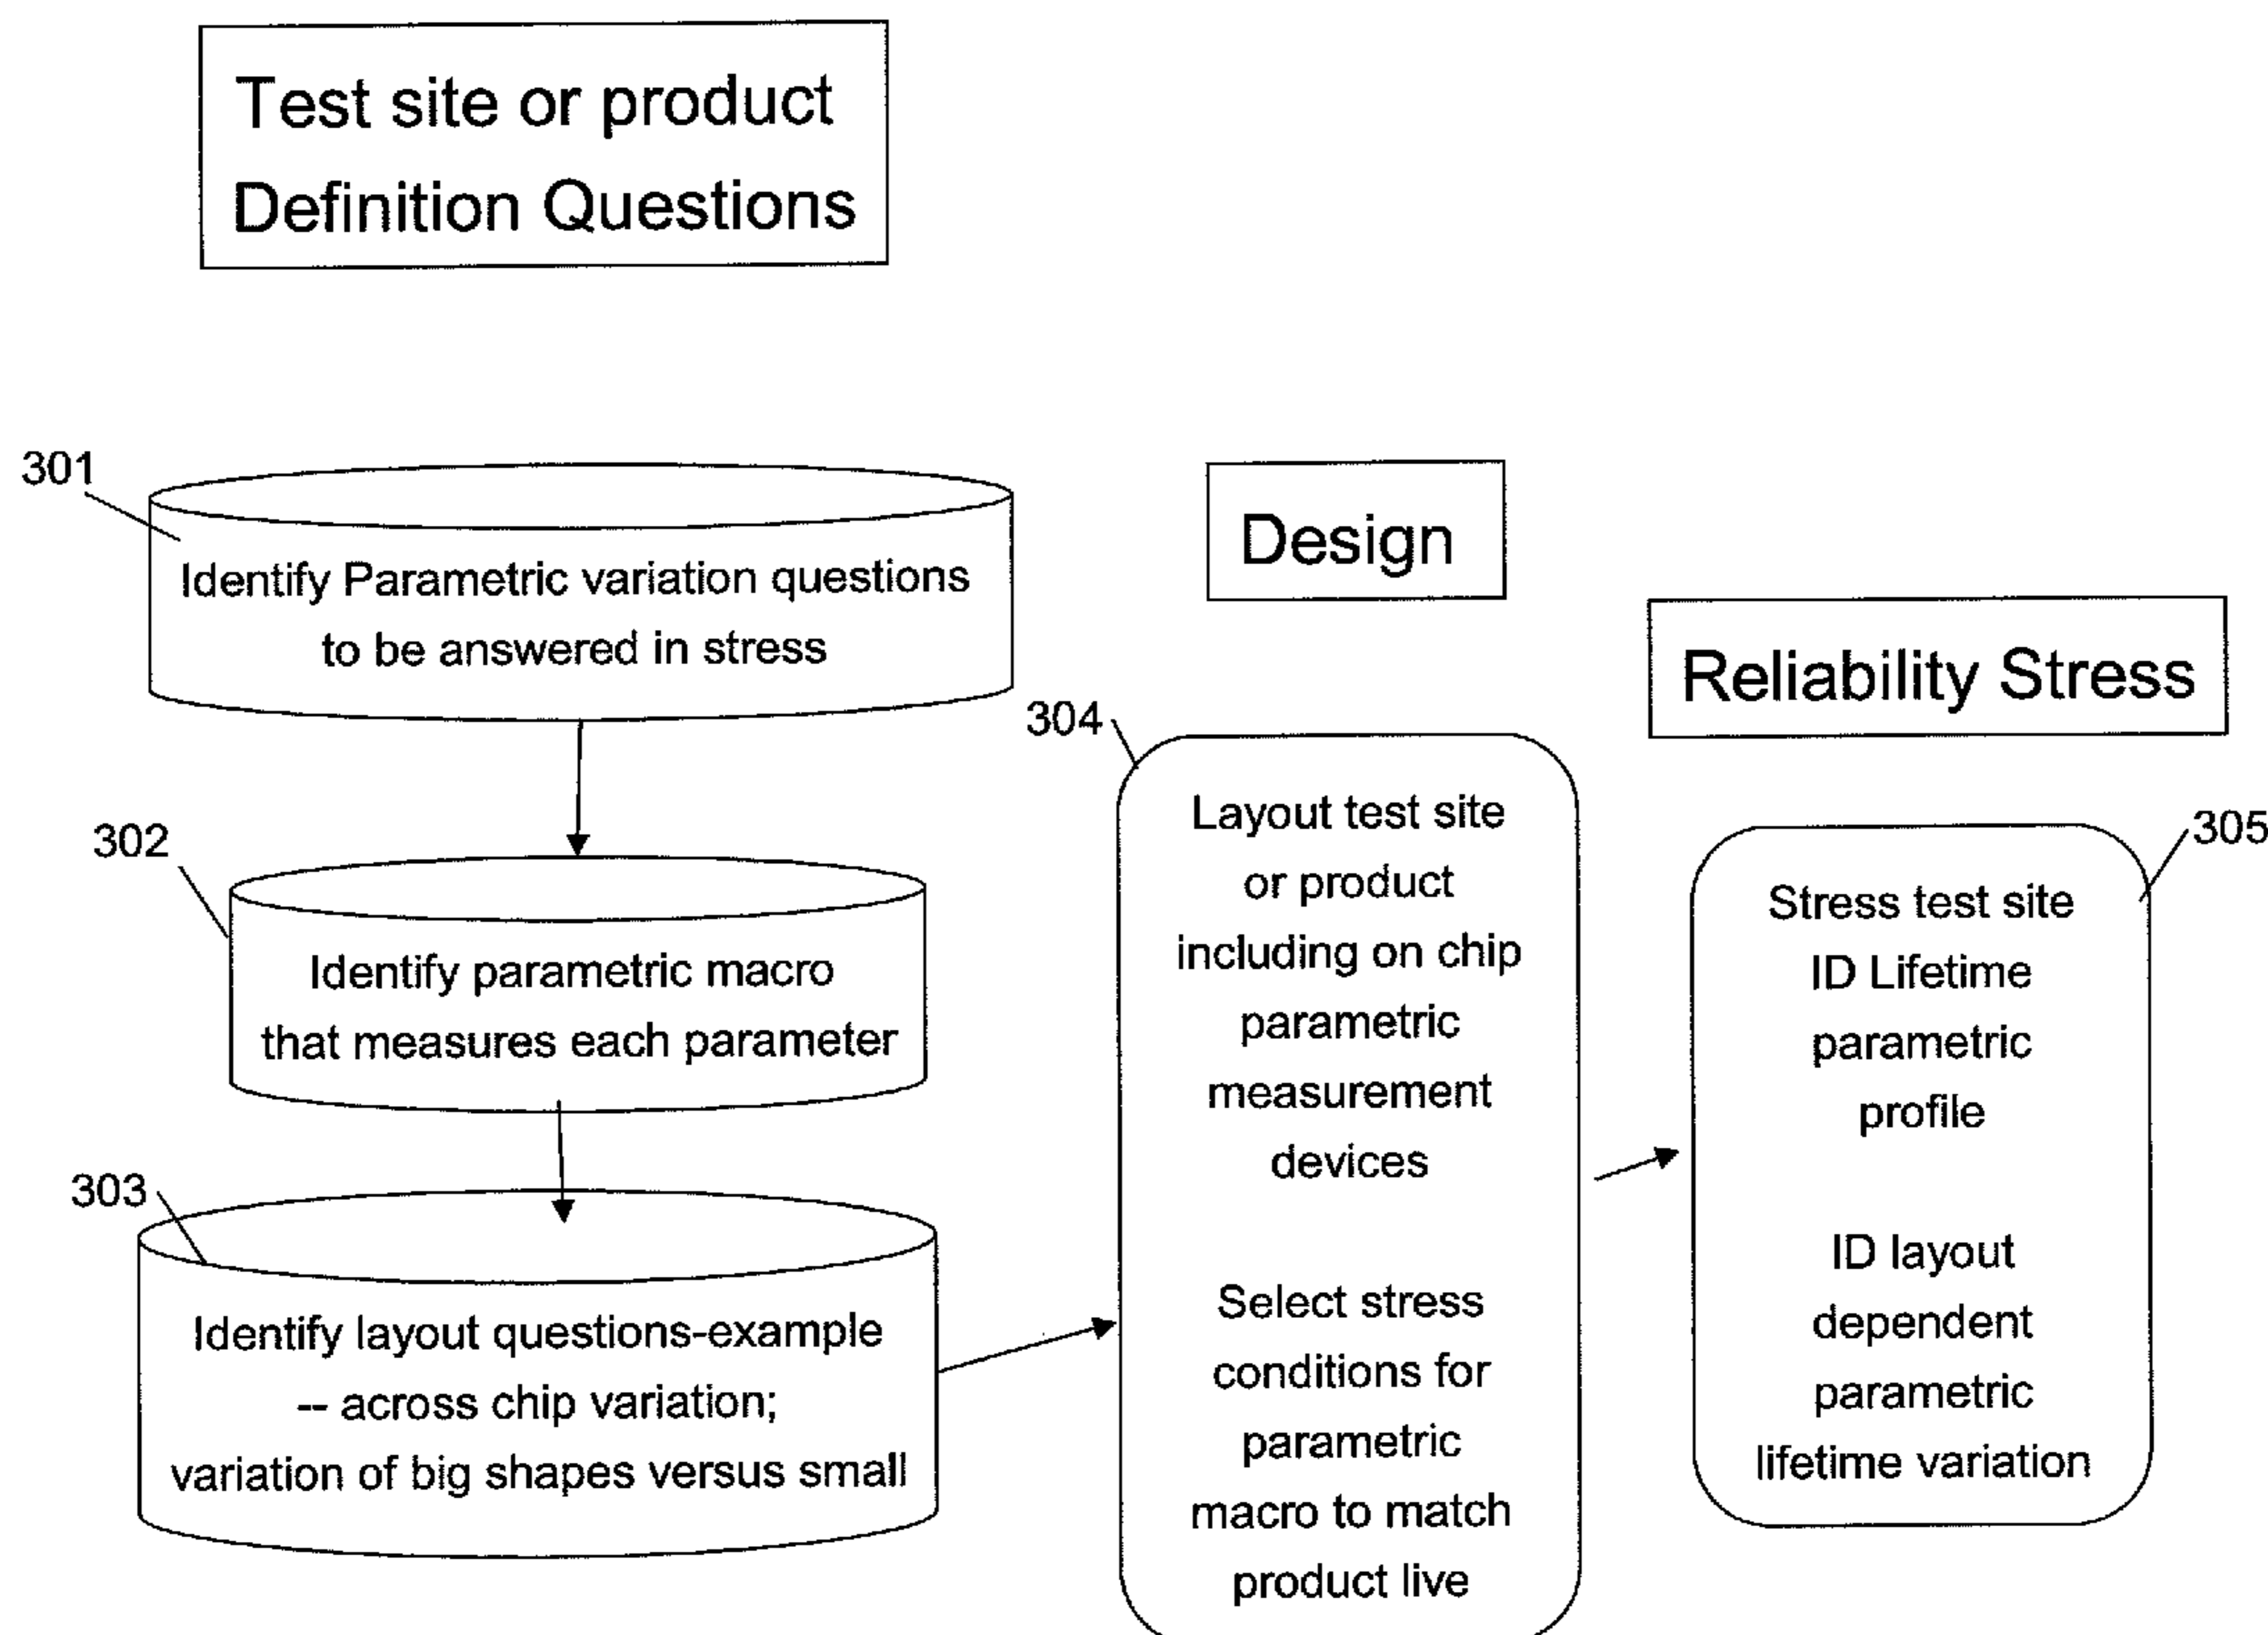 Test site or product
Definition Questions
301
Identify Parametric variation questions
to be answered in stress
302
Identify parametric macro
that measures each parameter
303
Identify layout questions-example
-- across chip variation;
variation of big shapes versus small
Design
304
Layout test site
or product
including on chip
parametric
measurement
devices
Select stress
conditions for
parametric
macro to match
product live
Reliability Stress
305
Stress test site
ID Lifetime
parametric
profile
ID layout
dependent
parametric
lifetime variation